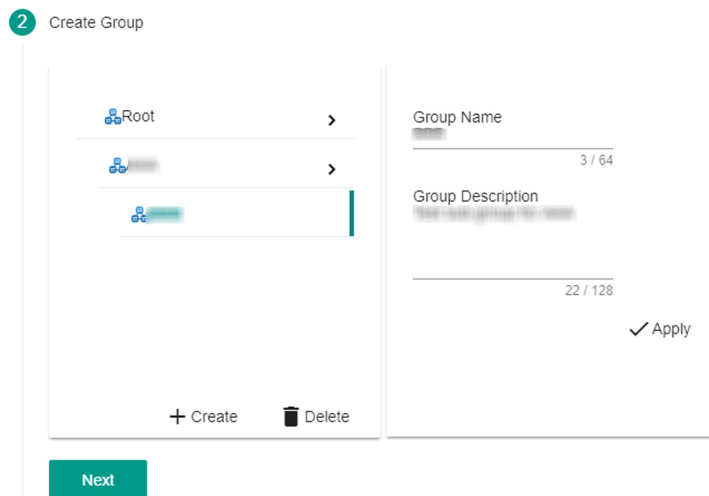 2 Create Group
Root
Group Name
3 / 64
Group Description
22 / 128
Apply
Create
Delete
Next